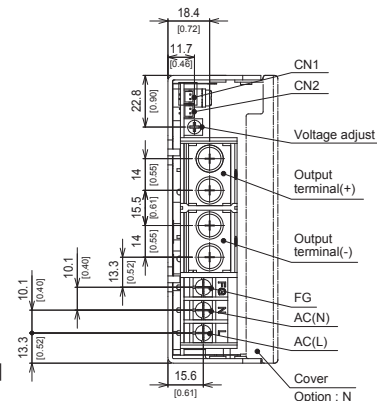 18.4
[0.72]
11.7
[0.46]
CN1
CN2
22.8
[0.90]
Voltage adjust
14
[0.55]
Output
terminal(+)
15.5
[0.61]
14
[0.55]
Output
terminal(-)
13.3
[0.52]
10.1
[0.40]
FG
FG
10.1
[0.40]
N
AC(N)
L
AC(L)
13.3
[0.52]
15.6
[0.61]
Cover
Option : N